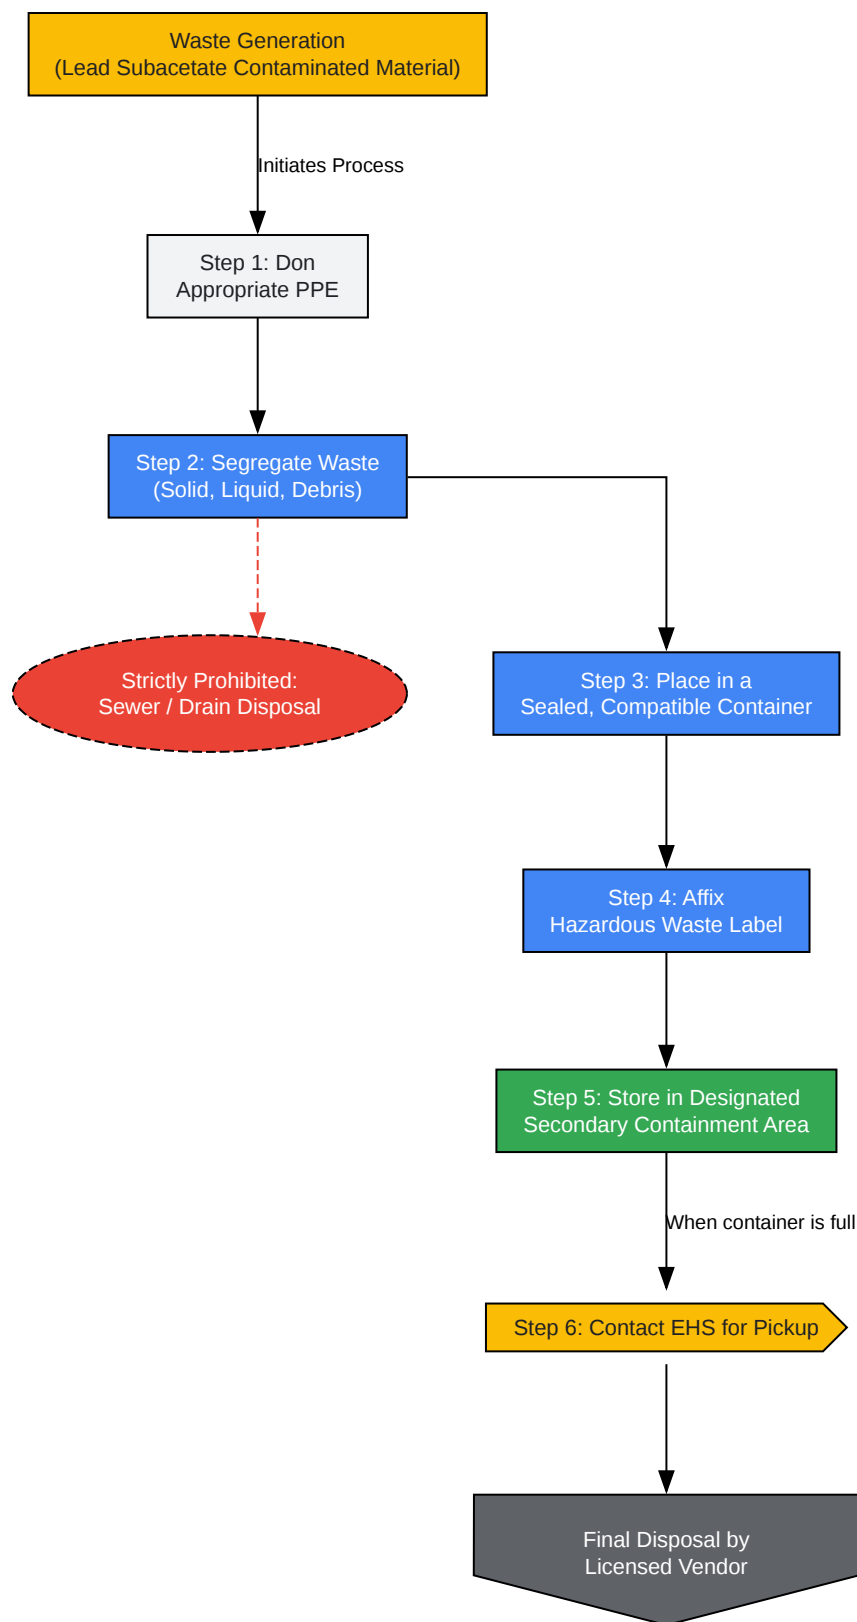 Waste Generation
(Lead Subacetate Contaminated Material)
Initiates Process
Step 1: Don
Appropriate PPE
Step 2: Segregate Waste
(Solid, Liquid, Debris)
Strictly Prohibited:
Sewer / Drain Disposal
Step 3: Place in a
Sealed, Compatible Container
Step 4: Affix
Hazardous Waste Label
Step 5: Store in Designated
Secondary Containment Area
When container is full
Step 6: Contact EHS for Pickup
Final Disposal by
Licensed Vendor